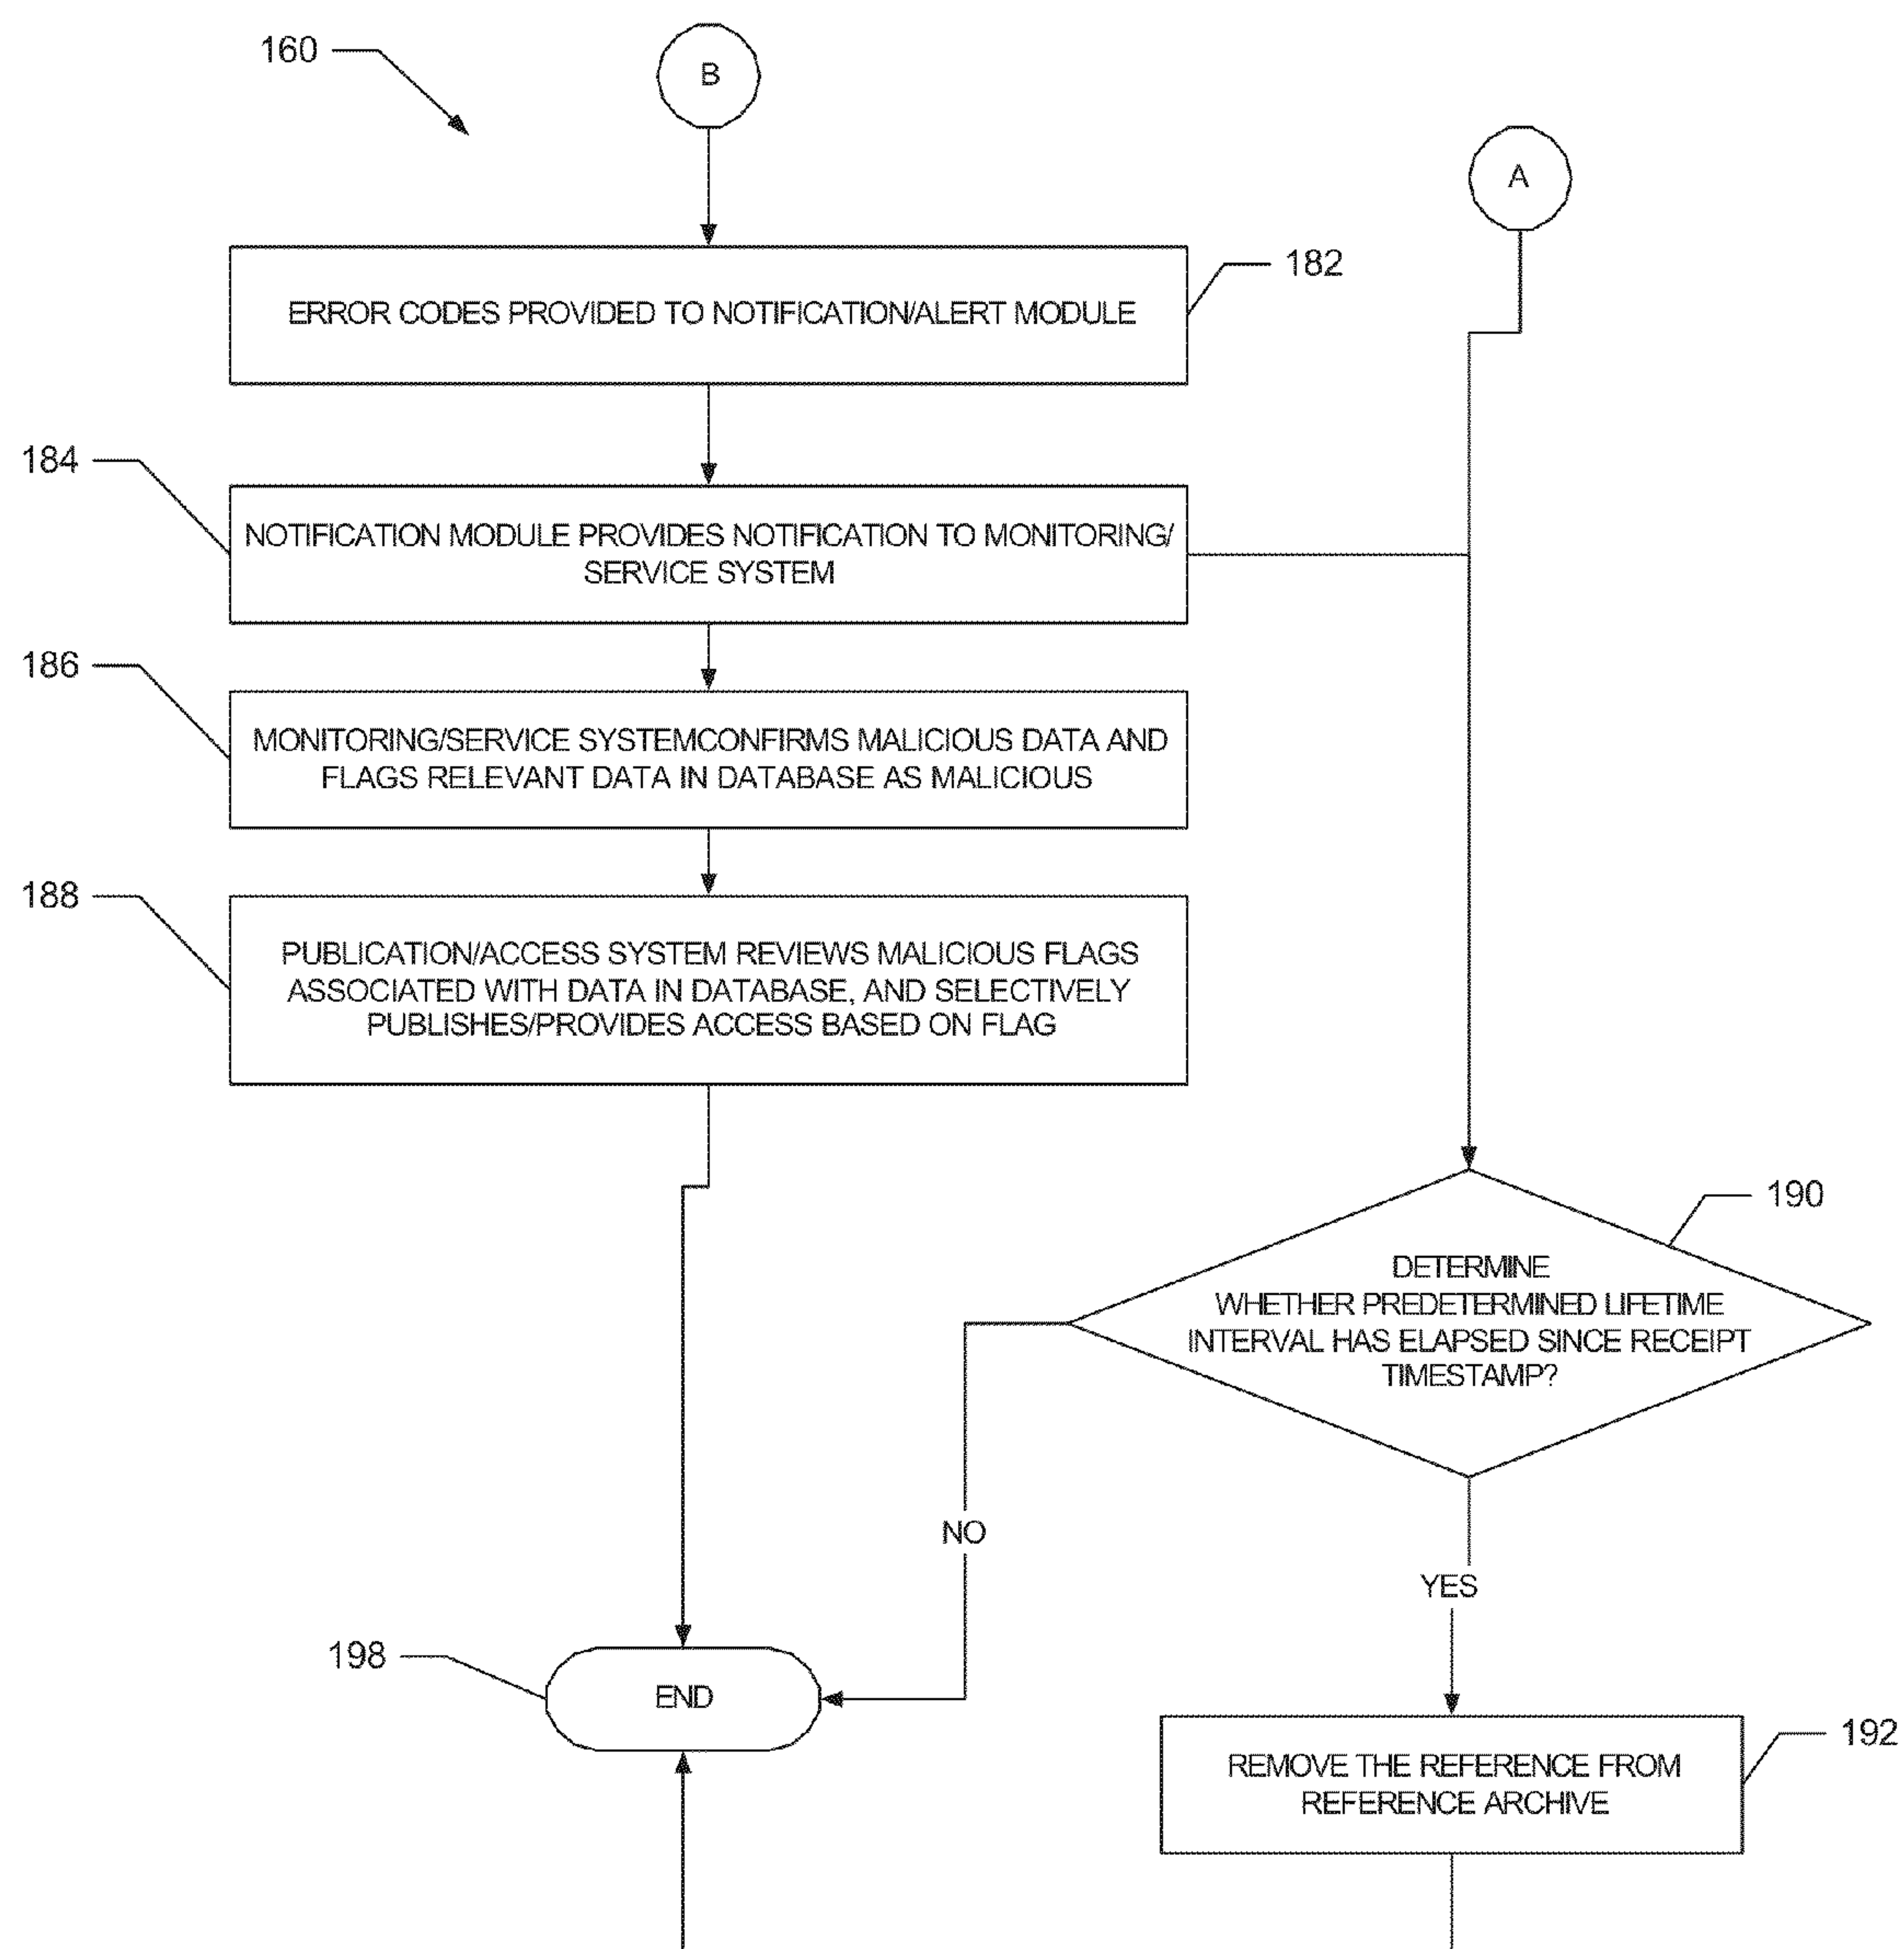 160
B
A
182
ERROR CODES PROVIDED TO NOTIFICATION/ALERT MODULE
184
NOTIFICATION MODULE PROVIDES NOTIFICATION TO MONITORING/
SERVICE SYSTEM
186
MONITORING/SERVICE SYSTEMCONFIRMS MALICIOUS DATA AND
FLAGS RELEVANT DATA IN DATABASE AS MALICIOUS
188
PUBLICATION/ACCESS SYSTEM REVIEWS MALICIOUS FLAGS
ASSOCIATED WITH DATA IN DATABASE, AND SELECTIVELY
PUBLISHES/PROVIDES ACCESS BASED ON FLAG
190
DETERMINE
WHETHER PREDETERMINED LIFETIME
INTERVAL HAS ELAPSED SINCE RECEIPT
TIMESTAMP?
NO
YES
198
END
192
REMOVE THE REFERENCE FROM
REFERENCE ARCHIVE